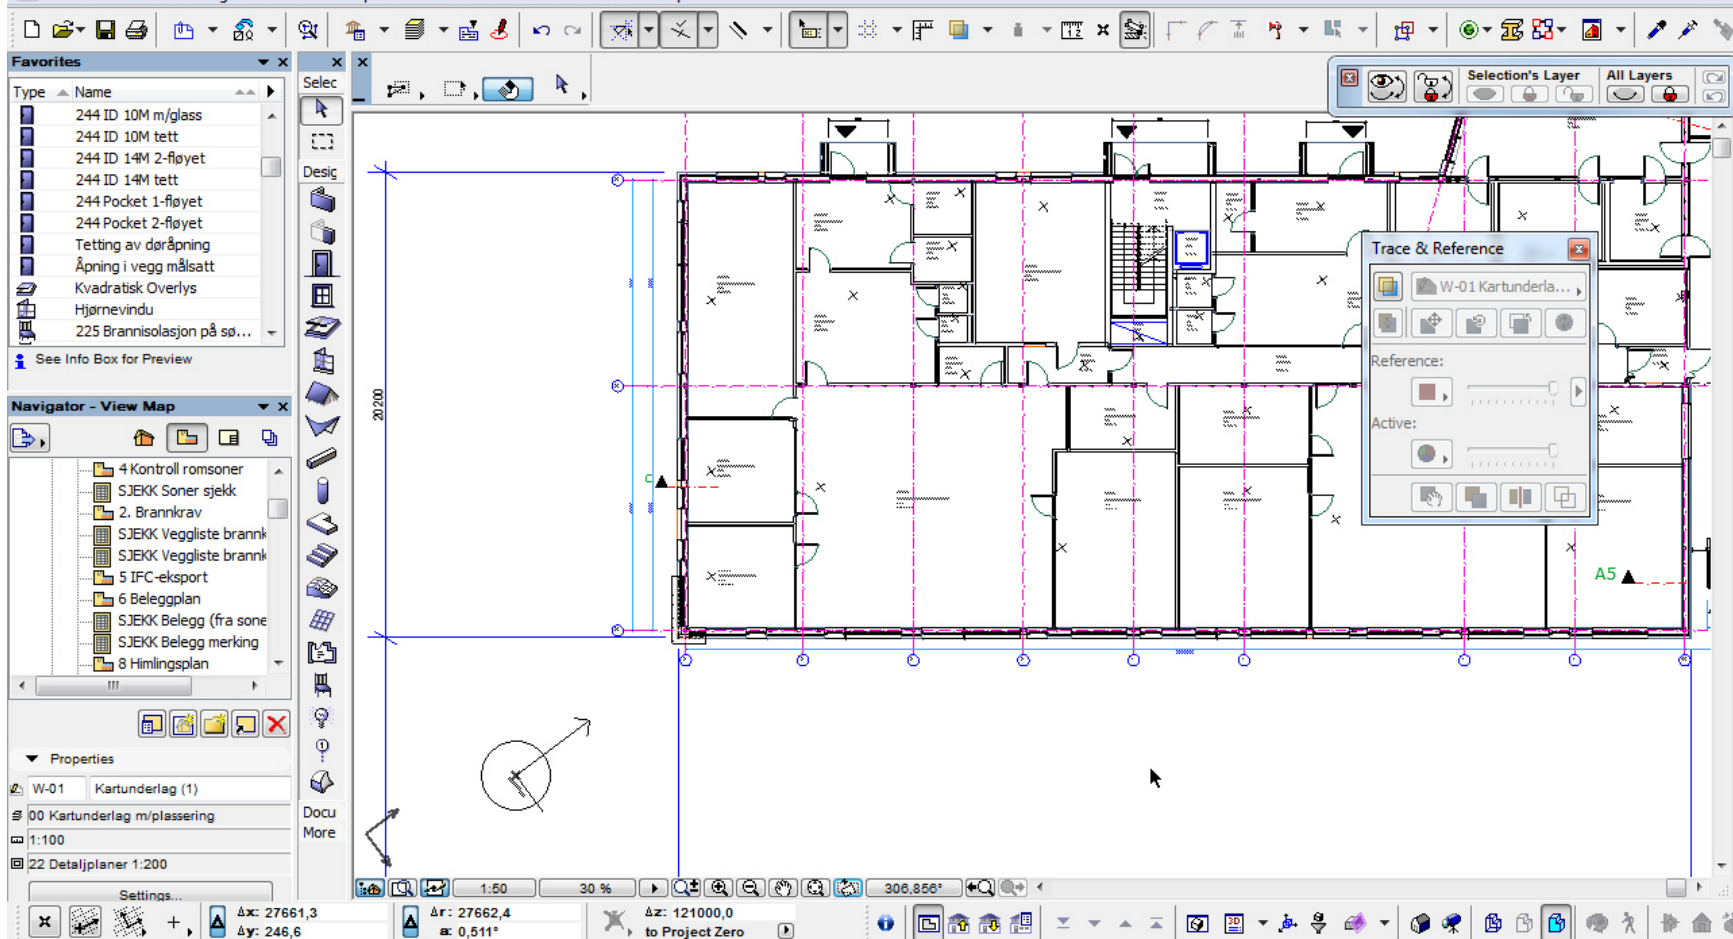 Favorites
Type
Name
244 ID 10M m/glass
244 ID 10M tett
244 ID 14M 2-fløyet
244 ID 14M tett
244 Pocket 1-fløyet
244 Pocket 2-fløyet
Tetting av døråpning
Åpning i vegg målsatt
Kvadratisk Overlys
Hjørnevindu
225 Brannisolasjon på sø...
See Info Box for Preview
Navigator - View Map
4 Kontroll romsoner
SJEKK Soner sjekk
2. Brannkrav
SJEKK Veggliste brannk
SJEKK Veggliste brannk
5 IFC-eksport
6 Beleggplan
SJEKK Belegg (fra sone
SJEKK Belegg merking
8 Himlingsplan
Properties
W-01
Kartunderlag (1)
00 Kartunderlag m/plassering
1:100
22 Detaljplaner 1:200
Settings...
Selec
Desig
Docu
More
Selection's Layer
All Layers
Trace & Reference
W-01 Kartunderla...
Reference:
Active:
20 200
C
A5
1:50
30 %
306,856°
Δx: 27661,3
Δy: 246,6
Δr: 27662,4
a: 0,511°
Δz: 121000,0
to Project Zero